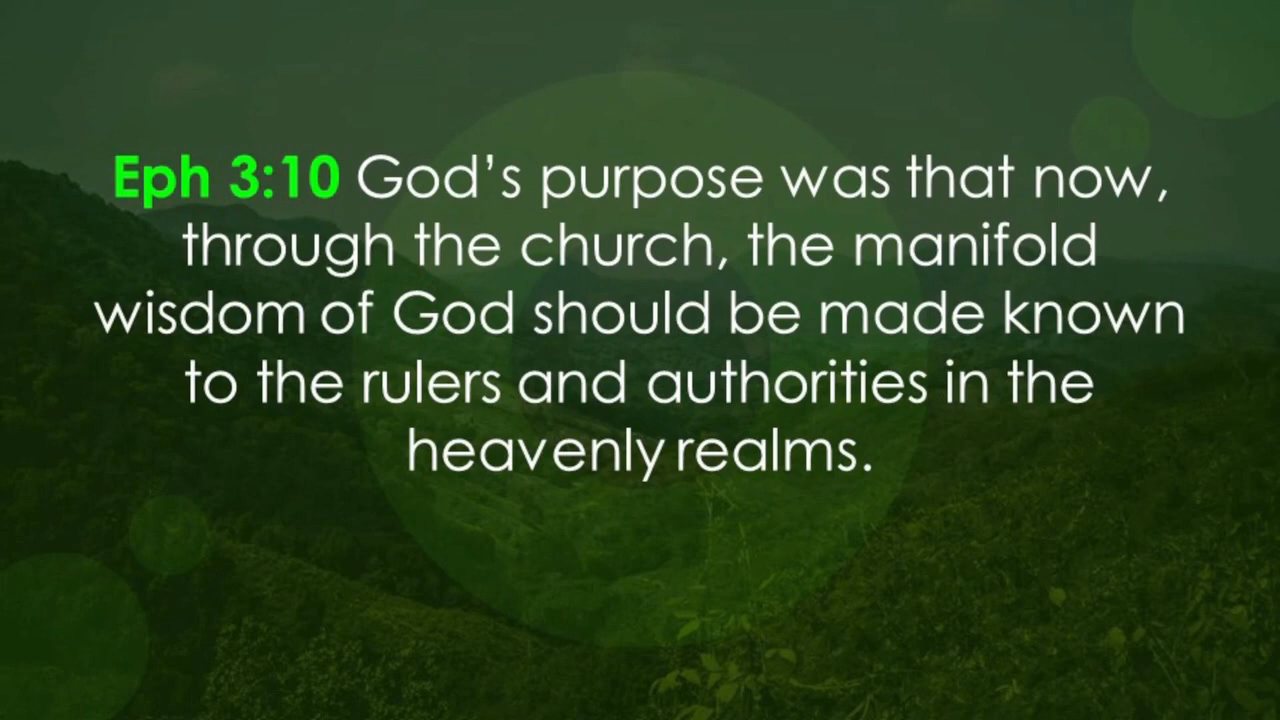 Eph 3:10 God’s purpose was that now,
through the church, the manifold
wisdom of God should be made known
to the rulers and authorities in the
heavenly realms.